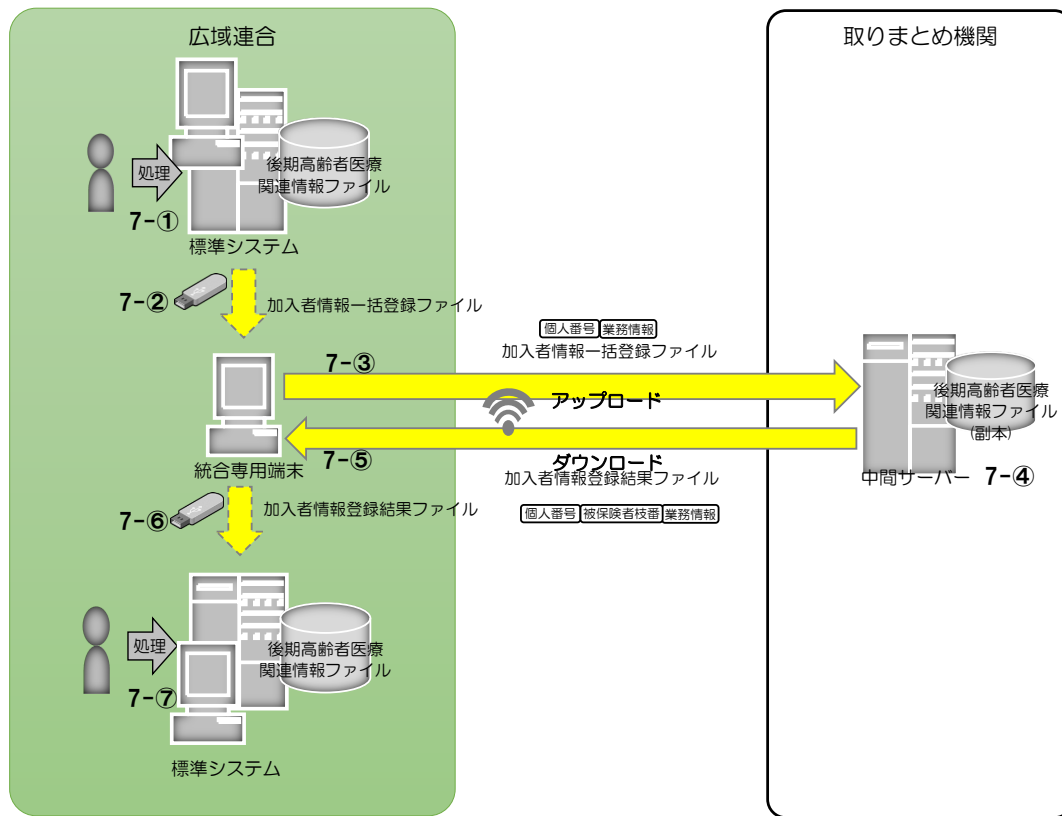 広域連合
取りまとめ機関
処理
7-①
後期高齢者医療
関連情報ファイル
標準システム
7-②
加入者情報一括登録ファイル
個人番号 業務情報
加入者情報一括登録ファイル
7-③
アップロード
後期高齢者医療
関連情報ファイル
(副本)
中間サーバー 7-④
統合専用端末
7-⑤
ダウンロード
加入者情報登録結果ファイル
個人番号 被保険者枝番 業務情報
7-⑥
加入者情報登録結果ファイル
処理
7-⑦
後期高齢者医療
関連情報ファイル
標準システム